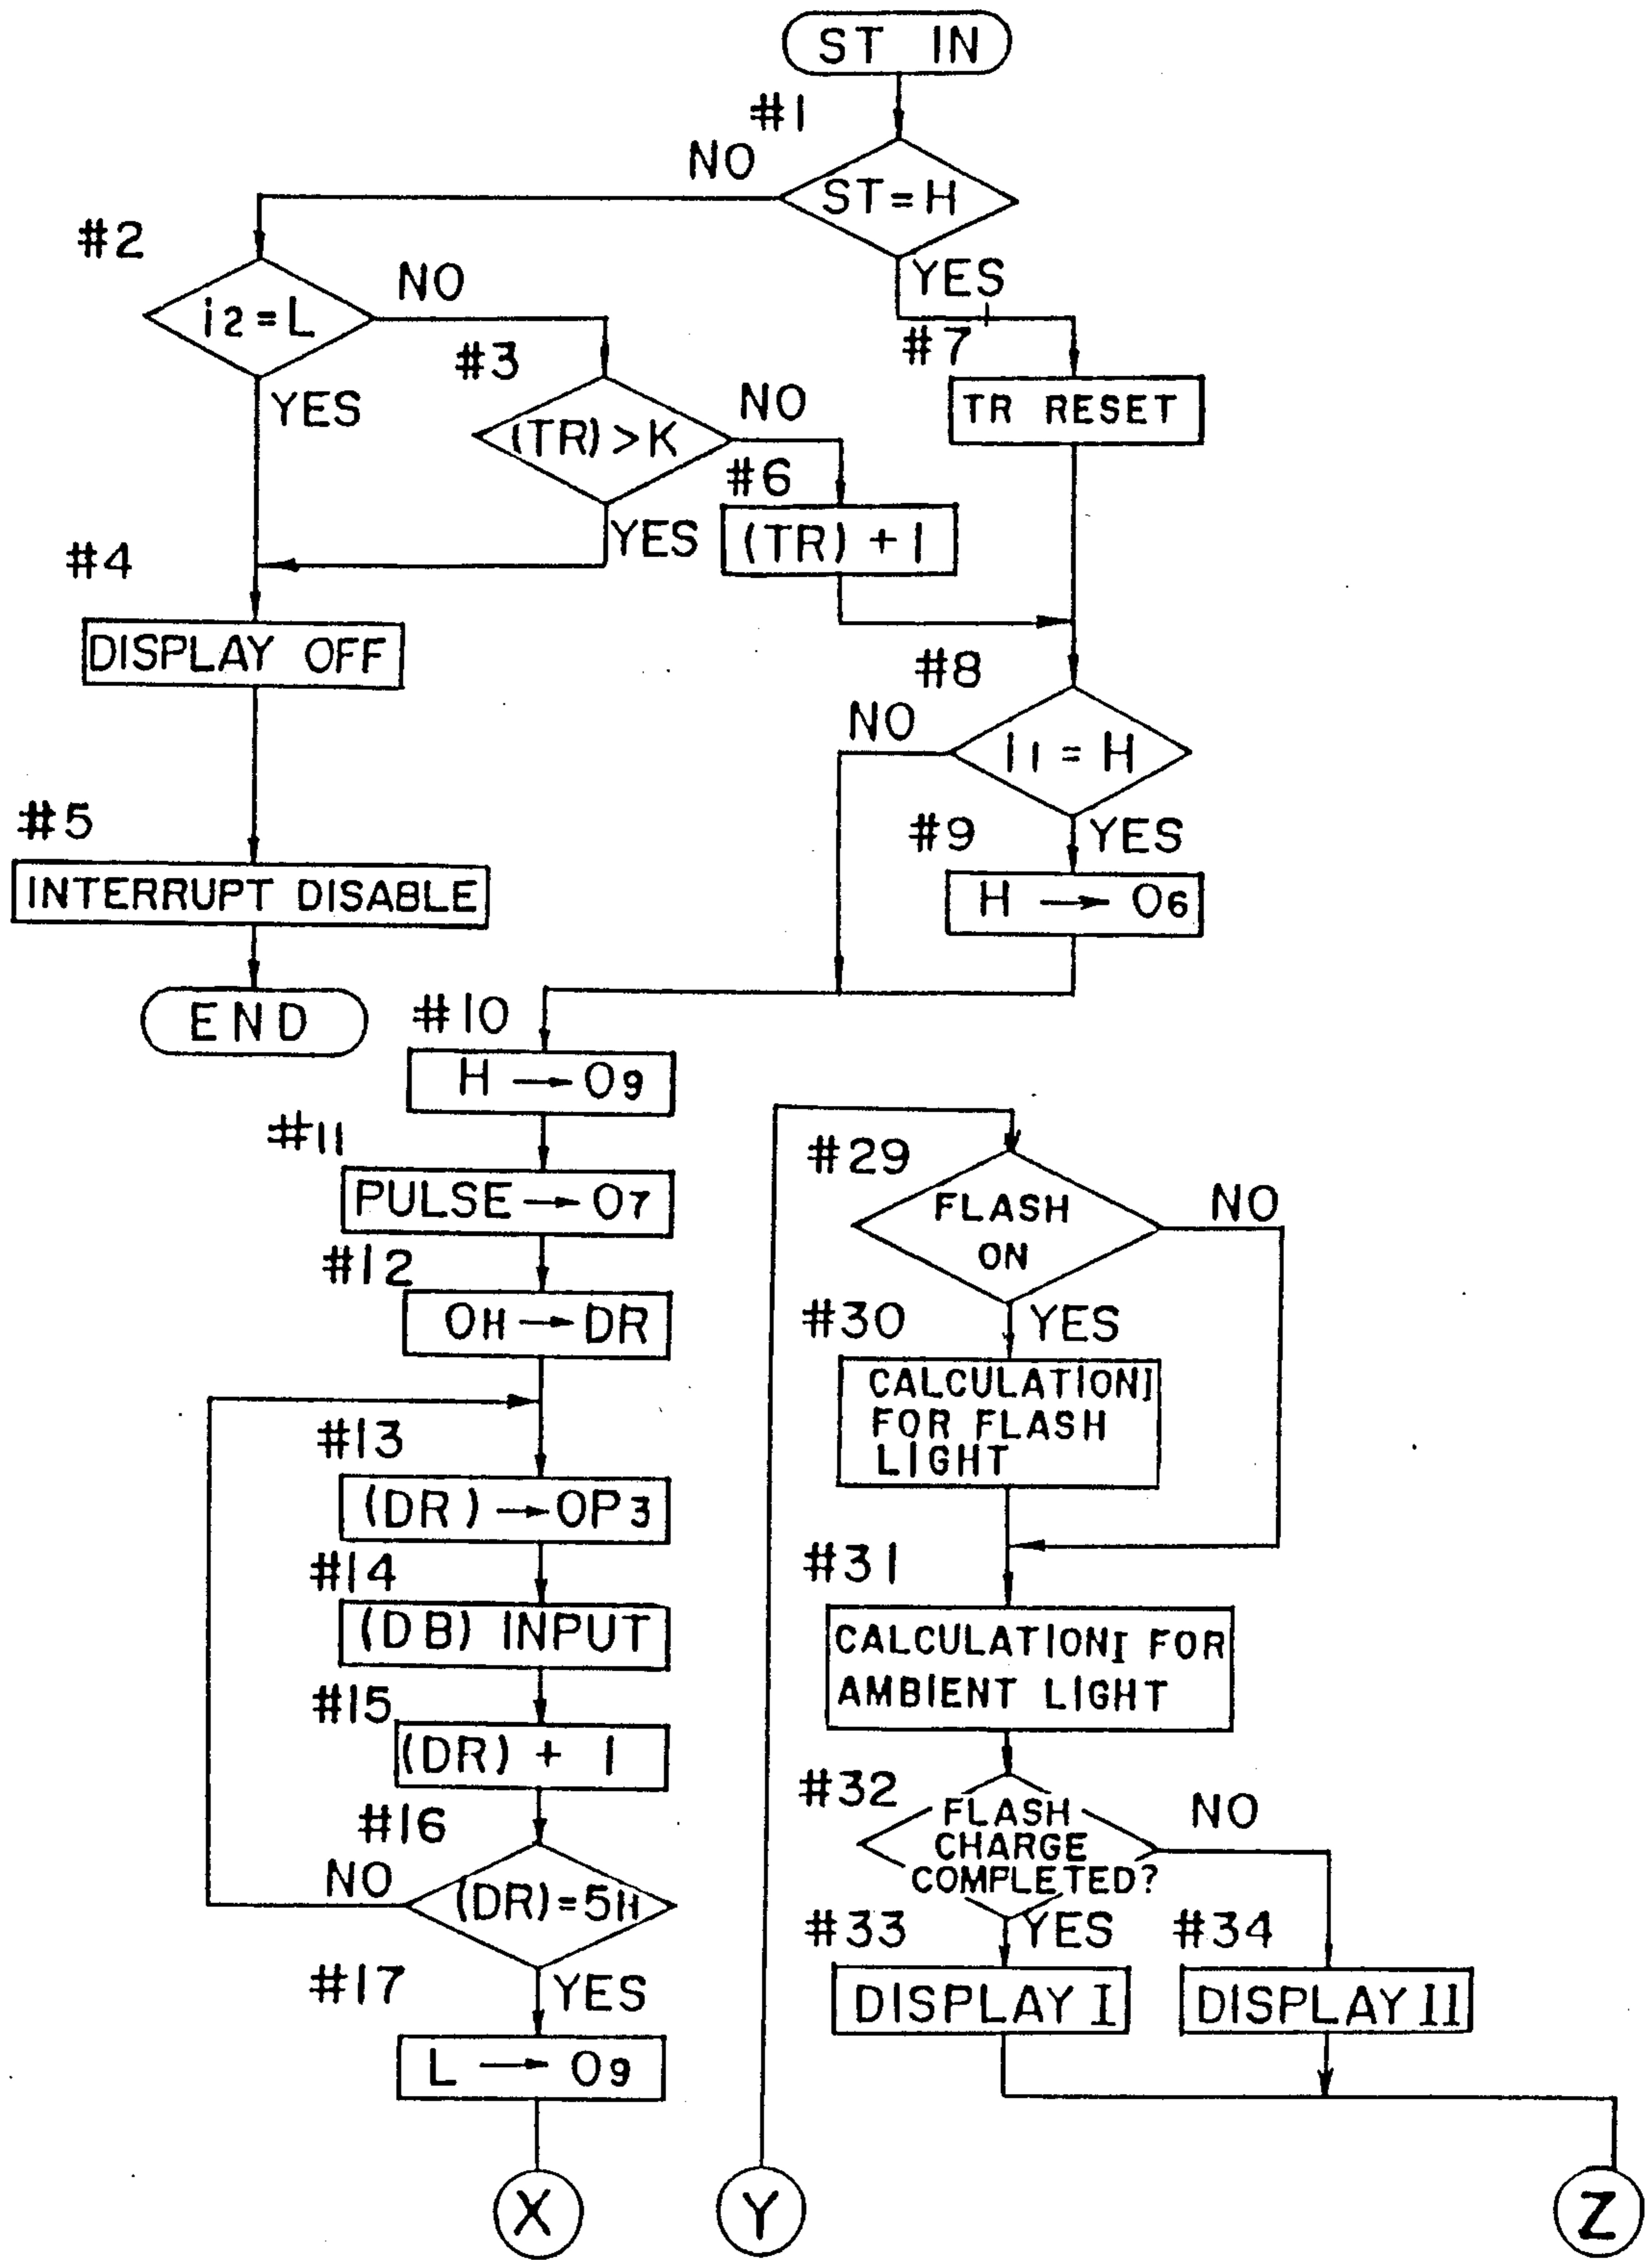 ST IN
#1
NO
ST = H
YES
#2
NO
i2 = L
YES
#3
NO
(TR) > K
YES
#7
TR RESET
#6
(TR) + 1
#4
DISPLAY OFF
#8
NO
I1 = H
YES
#5
INTERRUPT DISABLE
#9
H → O6
END
#10
H → O9
#11
PULSE → O7
#12
OH → DR
#13
(DR) → OP3
#14
(DB) INPUT
#15
(DR) + 1
#16
NO
(DR) = 5H
YES
#17
L → O9
X
Y
#29
FLASH
ON
NO
YES
#30
CALCULATIONI
FOR FLASH
LIGHT
#31
CALCULATIONI FOR
AMBIENT LIGHT
#32
FLASH
CHARGE
COMPLETED?
NO
YES
#33
DISPLAY I
#34
DISPLAY II
Z